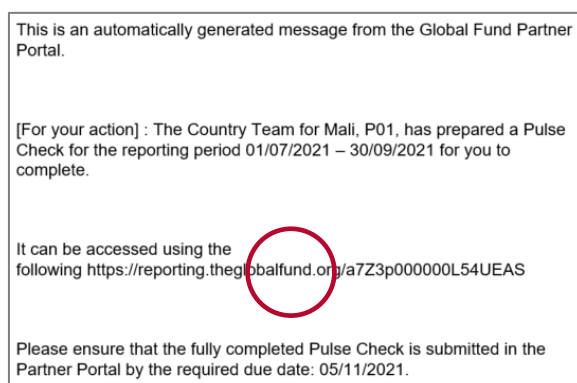 This is an automatically generated message from the Global Fund Partner
Portal.
[For your action] : The Country Team for Mali, P01, has prepared a Pulse
Check for the reporting period 01/07/2021 – 30/09/2021 for you to
complete.
It can be accessed using the
following https://reporting.theglobalfund.org/a7Z3p000000L54UEAS
Please ensure that the fully completed Pulse Check is submitted in the
Partner Portal by the required due date: 05/11/2021.